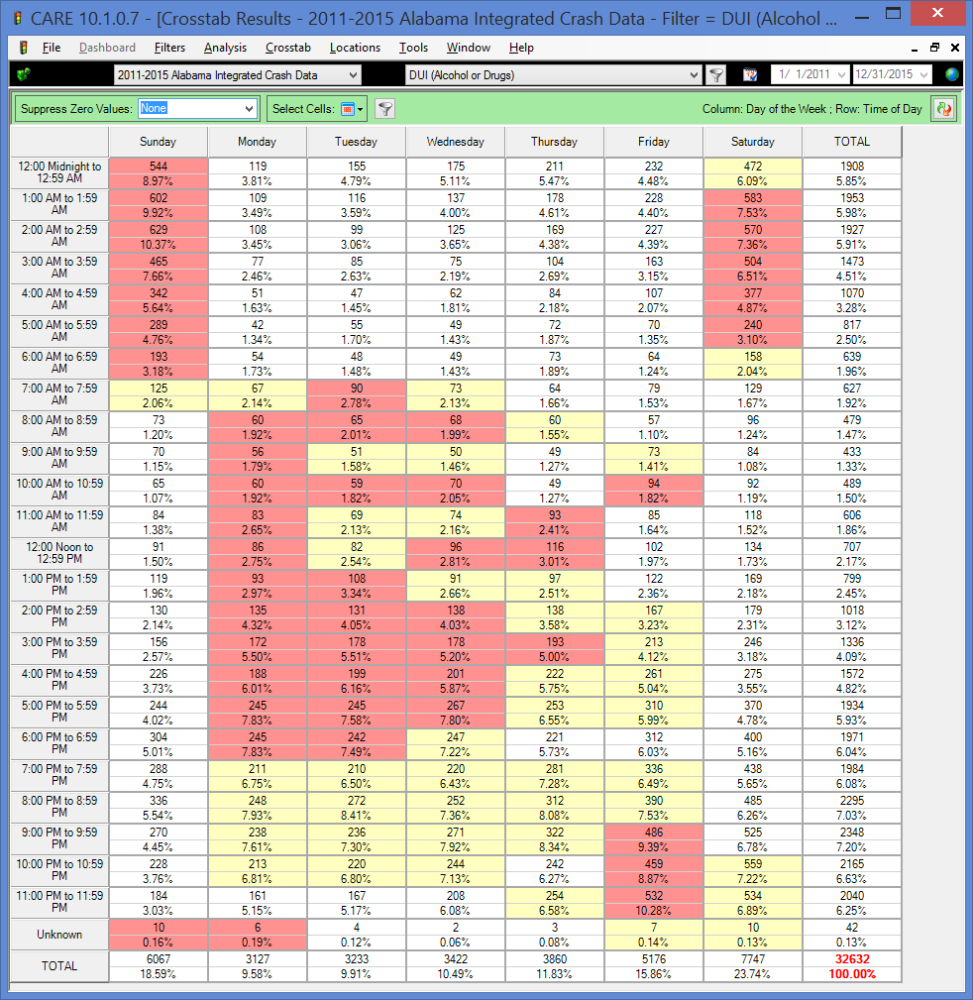 CARE 10.1.0.7 - [Crosstab Results - 2011-2015 Alabama Integrated Crash Data - Filter = DUI (Alcohol ...
File Dashboard Filters Analysis Crosstab Locations Tools Window Help
2011-2015 Alabama Integrated Crash Data DUI (Alcohol or Drugs) 1/ 1/2011 12/31/2015
Suppress Zero Values: None Select Cells: Column: Day of the Week ; Row: Time of Day
Sunday Monday Tuesday Wednesday Thursday Friday Saturday TOTAL
12:00 Midnight to 12:59 AM 544 119 155 175 211 232 472 1908
8.97% 3.81% 4.79% 5.11% 5.47% 4.48% 6.09% 5.85%
1:00 AM to 1:59 AM 602 109 116 137 178 228 583 1953
9.92% 3.49% 3.59% 4.00% 4.61% 4.40% 7.53% 5.98%
2:00 AM to 2:59 AM 629 108 99 125 169 227 570 1927
10.37% 3.45% 3.06% 3.65% 4.38% 4.39% 7.36% 5.91%
3:00 AM to 3:59 AM 465 77 85 75 104 163 504 1473
7.66% 2.46% 2.63% 2.19% 2.69% 3.15% 6.51% 4.51%
4:00 AM to 4:59 AM 342 51 47 62 84 107 377 1070
5.64% 1.63% 1.45% 1.81% 2.18% 2.07% 4.87% 3.28%
5:00 AM to 5:59 AM 289 42 55 49 72 70 240 817
4.76% 1.34% 1.70% 1.43% 1.87% 1.35% 3.10% 2.50%
6:00 AM to 6:59 AM 193 54 48 49 73 64 158 639
3.18% 1.73% 1.48% 1.43% 1.89% 1.24% 2.04% 1.96%
7:00 AM to 7:59 AM 125 67 90 73 64 79 129 627
2.06% 2.14% 2.78% 2.13% 1.66% 1.53% 1.67% 1.92%
8:00 AM to 8:59 AM 73 60 65 68 60 57 96 479
1.20% 1.92% 2.01% 1.99% 1.55% 1.10% 1.24% 1.47%
9:00 AM to 9:59 AM 70 56 51 50 49 73 84 433
1.15% 1.79% 1.58% 1.46% 1.27% 1.41% 1.08% 1.33%
10:00 AM to 10:59 AM 65 60 59 70 49 94 92 489
1.07% 1.92% 1.82% 2.05% 1.27% 1.82% 1.19% 1.50%
11:00 AM to 11:59 AM 84 83 69 74 93 85 118 606
1.38% 2.65% 2.13% 2.16% 2.41% 1.64% 1.52% 1.86%
12:00 Noon to 12:59 PM 91 86 82 96 116 102 134 707
1.50% 2.75% 2.54% 2.81% 3.01% 1.97% 1.73% 2.17%
1:00 PM to 1:59 PM 119 93 108 91 97 122 169 799
1.96% 2.97% 3.34% 2.66% 2.51% 2.36% 2.18% 2.45%
2:00 PM to 2:59 PM 130 135 131 138 138 167 179 1018
2.14% 4.32% 4.05% 4.03% 3.58% 3.23% 2.31% 3.12%
3:00 PM to 3:59 PM 156 172 178 178 193 213 246 1336
2.57% 5.50% 5.51% 5.20% 5.00% 4.12% 3.18% 4.09%
4:00 PM to 4:59 PM 226 188 199 201 222 261 275 1572
3.73% 6.01% 6.16% 5.87% 5.75% 5.04% 3.55% 4.82%
5:00 PM to 5:59 PM 244 245 245 267 253 310 370 1934
4.02% 7.83% 7.58% 7.80% 6.55% 5.99% 4.78% 5.93%
6:00 PM to 6:59 PM 304 245 242 247 221 312 400 1971
5.01% 7.83% 7.49% 7.22% 5.73% 6.03% 5.16% 6.04%
7:00 PM to 7:59 PM 288 211 210 220 281 336 438 1984
4.75% 6.75% 6.50% 6.43% 7.28% 6.49% 5.65% 6.08%
8:00 PM to 8:59 PM 336 248 272 252 312 390 485 2295
5.54% 7.93% 8.41% 7.36% 8.08% 7.53% 6.26% 7.03%
9:00 PM to 9:59 PM 270 238 236 271 322 486 525 2348
4.45% 7.61% 7.30% 7.92% 8.34% 9.39% 6.78% 7.20%
10:00 PM to 10:59 PM 228 213 220 244 242 459 559 2165
3.76% 6.81% 6.80% 7.13% 6.27% 8.87% 7.22% 6.63%
11:00 PM to 11:59 PM 184 161 167 208 254 532 534 2040
3.03% 5.15% 5.17% 6.08% 6.58% 10.28% 6.89% 6.25%
Unknown 10 6 4 2 3 7 10 42
0.16% 0.19% 0.12% 0.06% 0.08% 0.14% 0.13% 0.13%
TOTAL 6067 3127 3233 3422 3860 5176 7747 32632
18.59% 9.58% 9.91% 10.49% 11.83% 15.86% 23.74% 100.00%